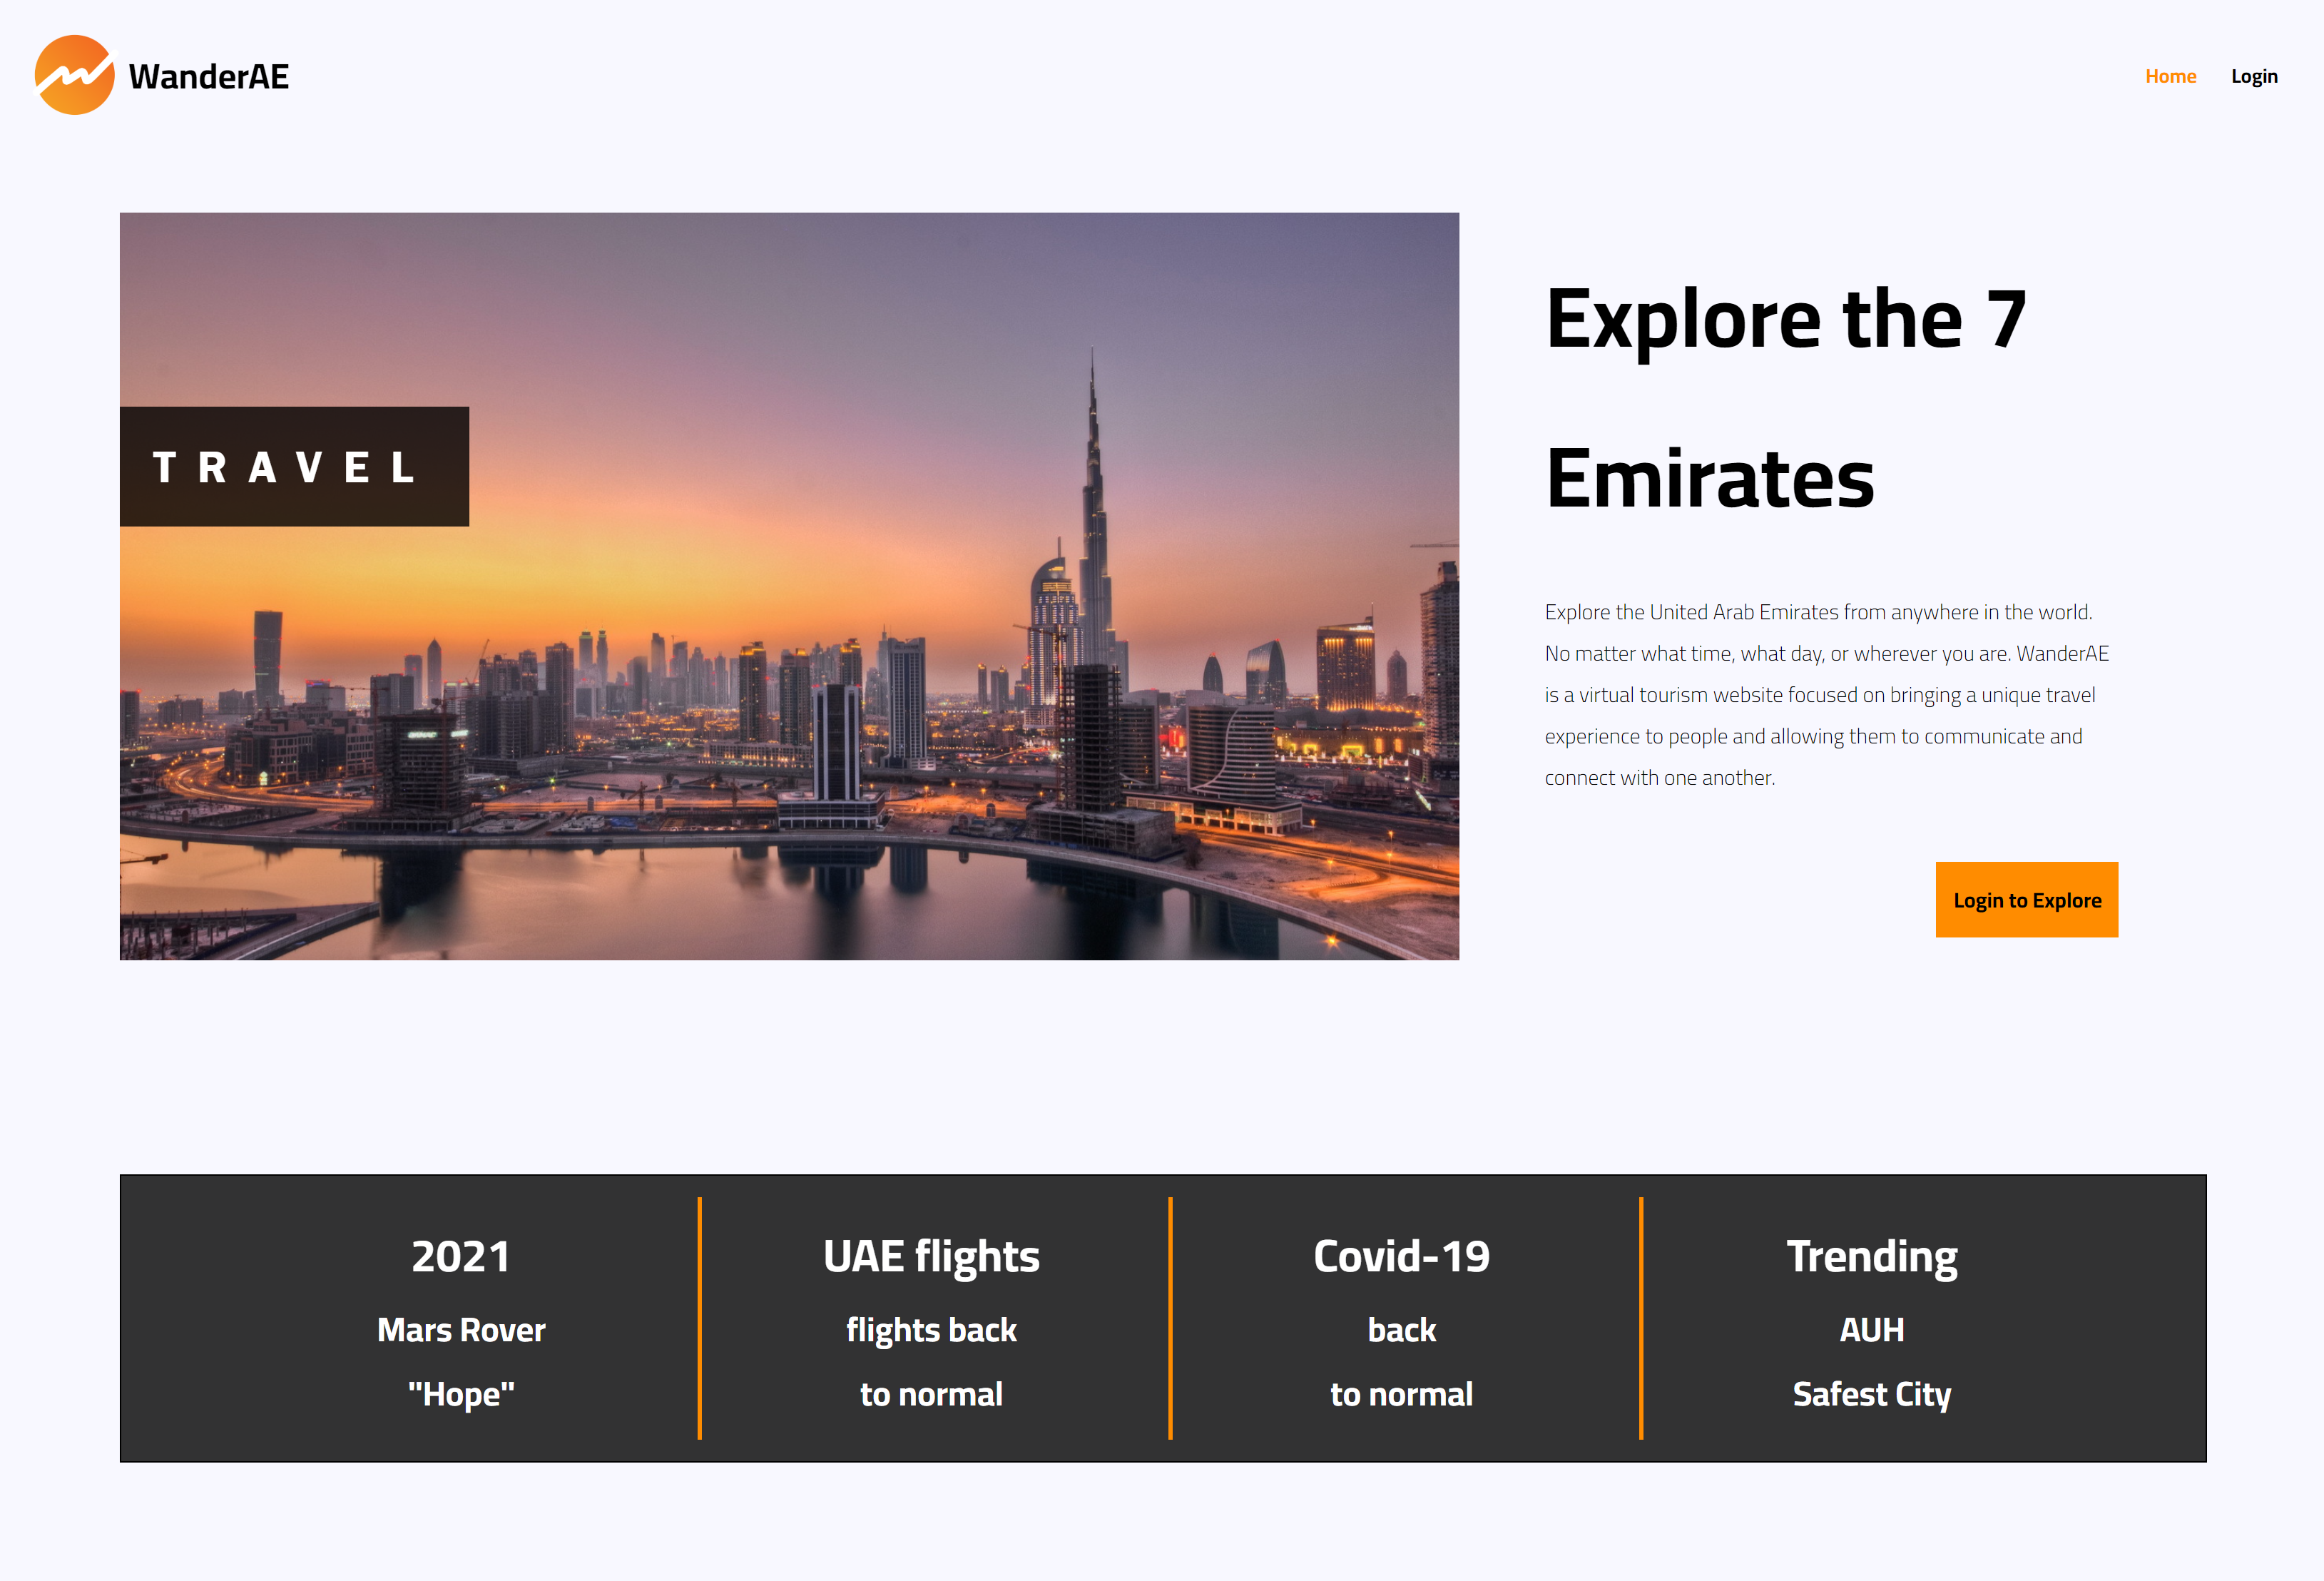 WanderAE
Home
Login
TRAVEL
Explore the 7
Emirates
Explore the United Arab Emirates from anywhere in the world.
No matter what time, what day, or wherever you are. WanderAE
is a virtual tourism website focused on bringing a unique travel
experience to people and allowing them to communicate and
connect with one another.
Login to Explore
2021
Mars Rover
"Hope"
UAE flights
flights back
to normal
Covid-19
back
to normal
Trending
AUH
Safest City